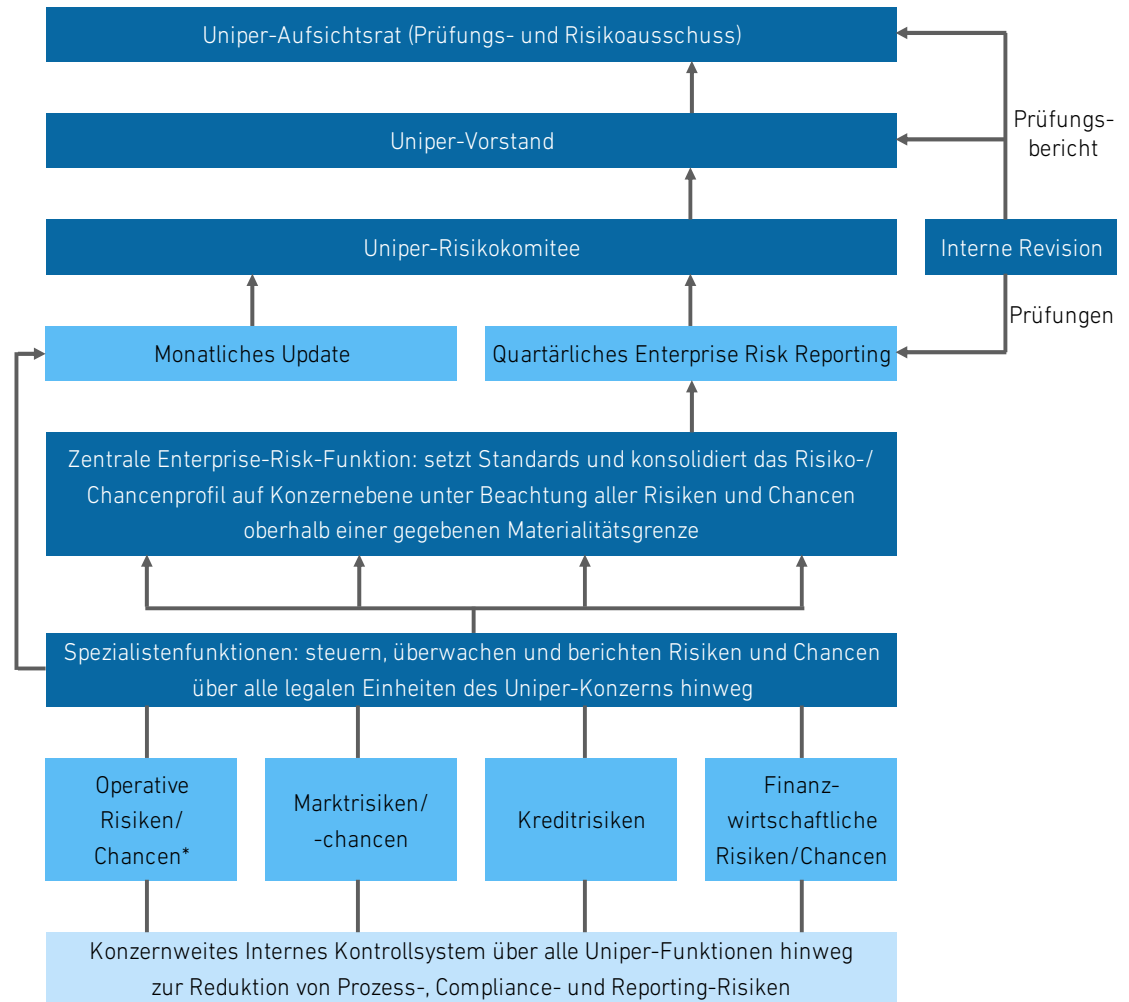 Uniper-Aufsichtsrat (Prüfungs- und Risikoausschuss)
Prüfungs-
bericht
Uniper-Vorstand
Uniper-Risikokomitee
Interne Revision
Prüfungen
Monatliches Update
Quartärliches Enterprise Risk Reporting
Zentrale Enterprise-Risk-Funktion: setzt Standards und konsolidiert das Risiko-/
Chancenprofil auf Konzernebene unter Beachtung aller Risiken und Chancen
oberhalb einer gegebenen Materialitätsgrenze
Spezialistenfunktionen: steuern, überwachen und berichten Risiken und Chancen
über alle legalen Einheiten des Uniper-Konzerns hinweg
Operative
Risiken/
Chancen*
Marktrisiken/
-chancen
Kreditrisiken
Finanz-
wirtschaftliche
Risiken/Chancen
Konzernweites Internes Kontrollsystem über alle Uniper-Funktionen hinweg
zur Reduktion von Prozess-, Compliance- und Reporting-Risiken